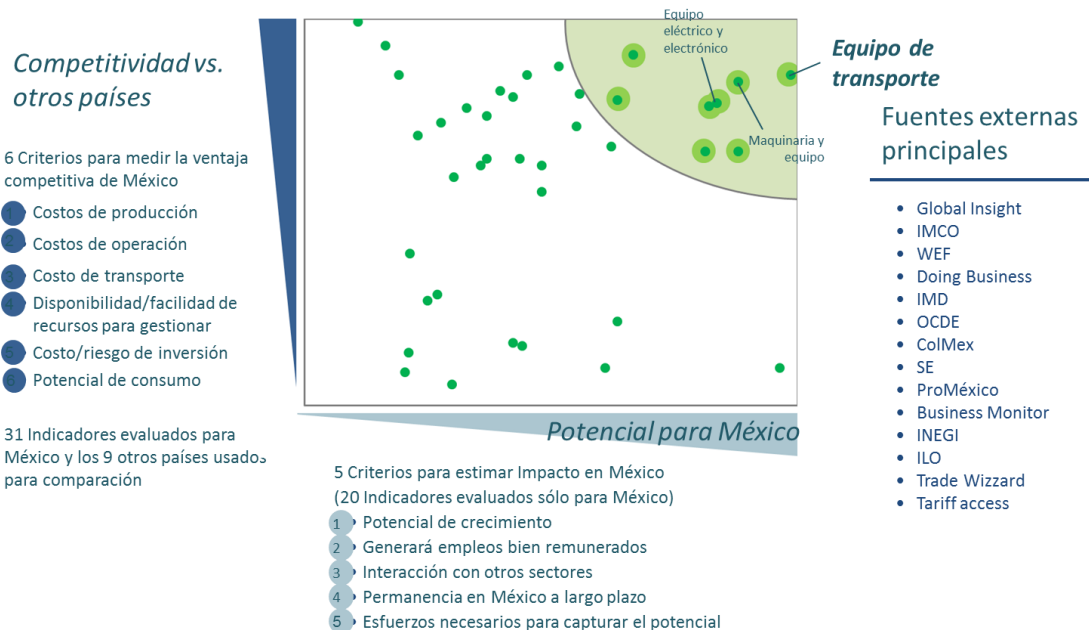 Competitividad vs.
otros países
6 Criterios para medir la ventaja
competitiva de México
1 Costos de producción
2 Costos de operación
3 Costo de transporte
4 Disponibilidad/facilidad de
recursos para gestionar
5 Costo/riesgo de inversión
6 Potencial de consumo
31 Indicadores evaluados para
México y los 9 otros países usados
para comparación
Equipo
eléctrico y
electrónico
Maquinaria y
equipo
Equipo de
transporte
Potencial para México
5 Criterios para estimar Impacto en México
(20 Indicadores evaluados sólo para México)
1 • Potencial de crecimiento
2 • Generará empleos bien remunerados
3 • Interacción con otros sectores
4 • Permanencia en México a largo plazo
5 • Esfuerzos necesarios para capturar el potencial
Fuentes externas
principales
• Global Insight
• IMCO
• WEF
• Doing Business
• IMD
• OCDE
• ColMex
• SE
• ProMéxico
• Business Monitor
• INEGI
• ILO
• Trade Wizzard
• Tariff access